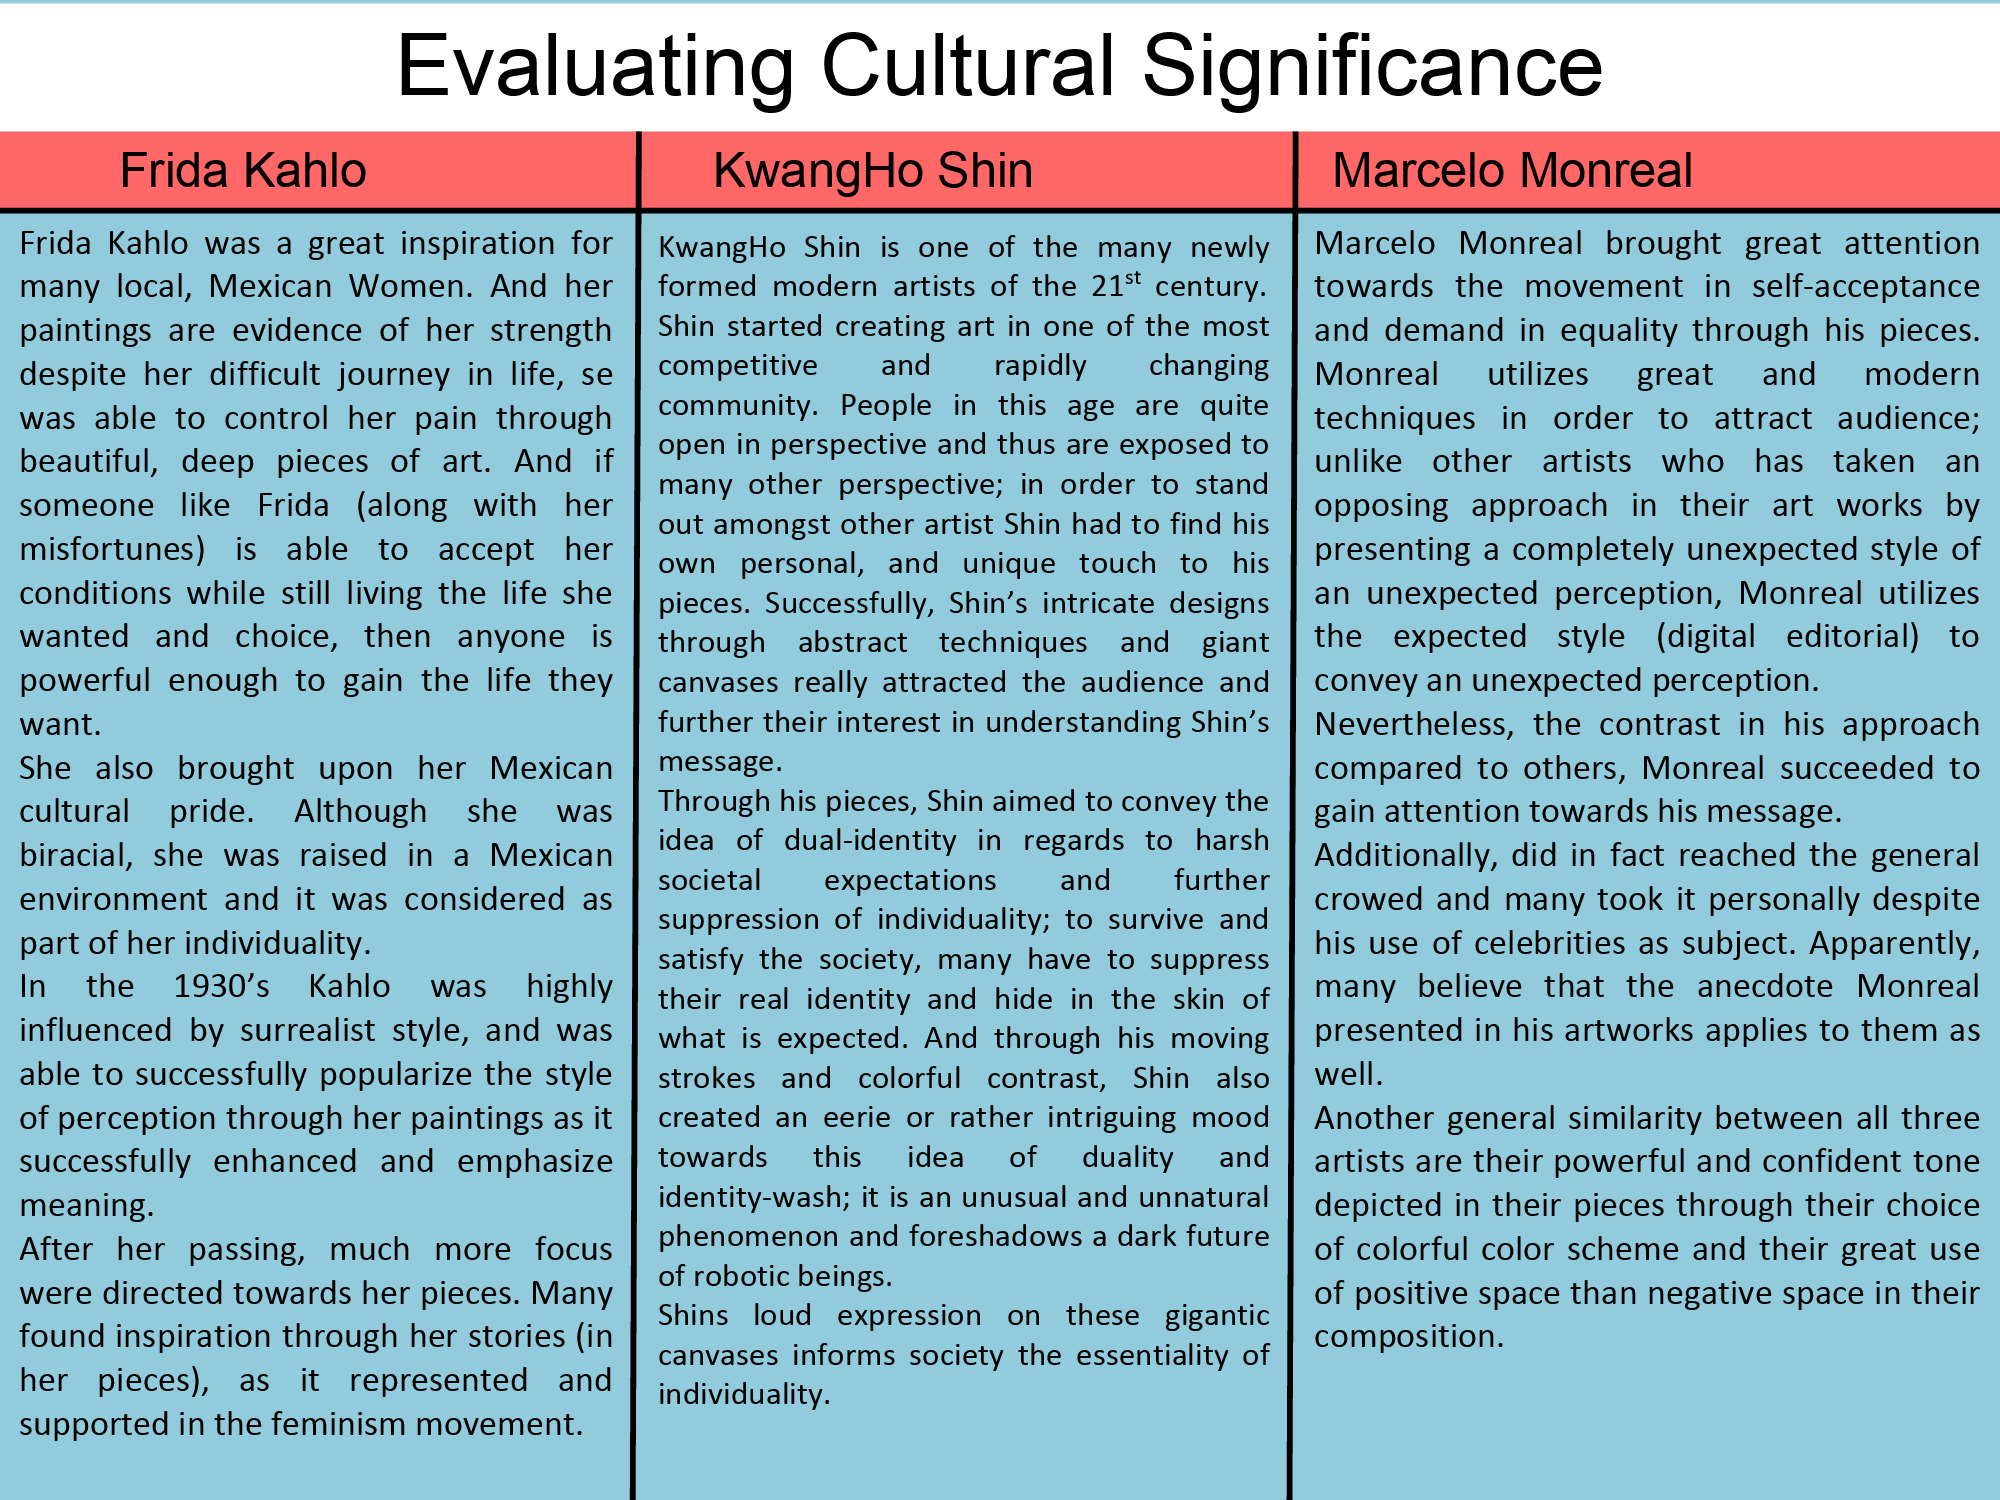 Evaluating Cultural Significance
Frida Kahlo
Frida Kahlo was a great inspiration for
many local, Mexican Women. And her
paintings are evidence of her strength
despite her difficult journey in life, se
was able to control her pain through
beautiful, deep pieces of art. And if
someone like Frida (along with her
misfortunes) is able to accept her
conditions while still living the life she
wanted and choice, then anyone is
powerful enough to gain the life they
want.
She also brought upon her Mexican
cultural pride. Although she was
biracial, she was raised in a Mexican
environment and it was considered as
part of her individuality.
In the 1930’s Kahlo was highly
influenced by surrealist style, and was
able to successfully popularize the style
of perception through her paintings as it
successfully enhanced and emphasize
meaning.
After her passing, much more focus
were directed towards her pieces. Many
found inspiration through her stories (in
her pieces), as it represented and
supported in the feminism movement.
KwangHo Shin
KwangHo Shin is one of the many newly
formed modern artists of the 21st century.
Shin started creating art in one of the most
competitive and rapidly changing
community. People in this age are quite
open in perspective and thus are exposed to
many other perspective; in order to stand
out amongst other artist Shin had to find his
own personal, and unique touch to his
pieces. Successfully, Shin’s intricate designs
through abstract techniques and giant
canvases really attracted the audience and
further their interest in understanding Shin’s
message.
Through his pieces, Shin aimed to convey the
idea of dual-identity in regards to harsh
societal expectations and further
suppression of individuality; to survive and
satisfy the society, many have to suppress
their real identity and hide in the skin of
what is expected. And through his moving
strokes and colorful contrast, Shin also
created an eerie or rather intriguing mood
towards this idea of duality and
identity-wash; it is an unusual and unnatural
phenomenon and foreshadows a dark future
of robotic beings.
Shins loud expression on these gigantic
canvases informs society the essentiality of
individuality.
Marcelo Monreal
Marcelo Monreal brought great attention
towards the movement in self-acceptance
and demand in equality through his pieces.
Monreal utilizes great and modern
techniques in order to attract audience;
unlike other artists who has taken an
opposing approach in their art works by
presenting a completely unexpected style of
an unexpected perception, Monreal utilizes
the expected style (digital editorial) to
convey an unexpected perception.
Nevertheless, the contrast in his approach
compared to others, Monreal succeeded to
gain attention towards his message.
Additionally, did in fact reached the general
crowed and many took it personally despite
his use of celebrities as subject. Apparently,
many believe that the anecdote Monreal
presented in his artworks applies to them as
well.
Another general similarity between all three
artists are their powerful and confident tone
depicted in their pieces through their choice
of colorful color scheme and their great use
of positive space than negative space in their
composition.